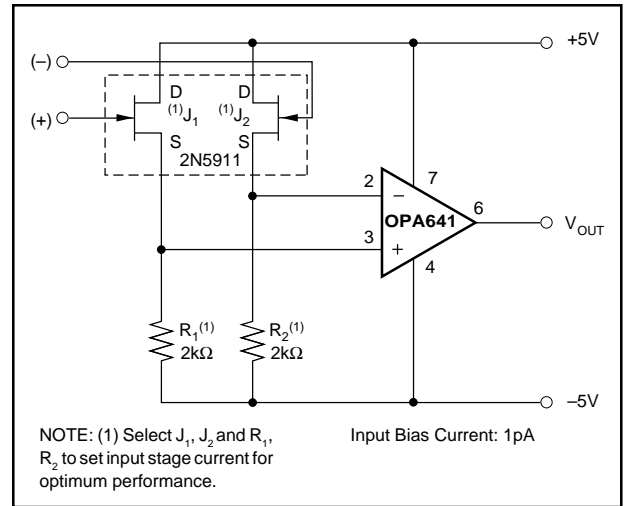 +5V
(–)
(+)
D D
(1)J1 (1)J2
S S
2N5911
2 – 7
OPA641 6
VOUT
3 + 4
R1(1) R2(1)
2kΩ 2kΩ
–5V
NOTE: (1) Select J1, J2 and R1,
R2 to set input stage current for
optimum performance.
Input Bias Current: 1pA